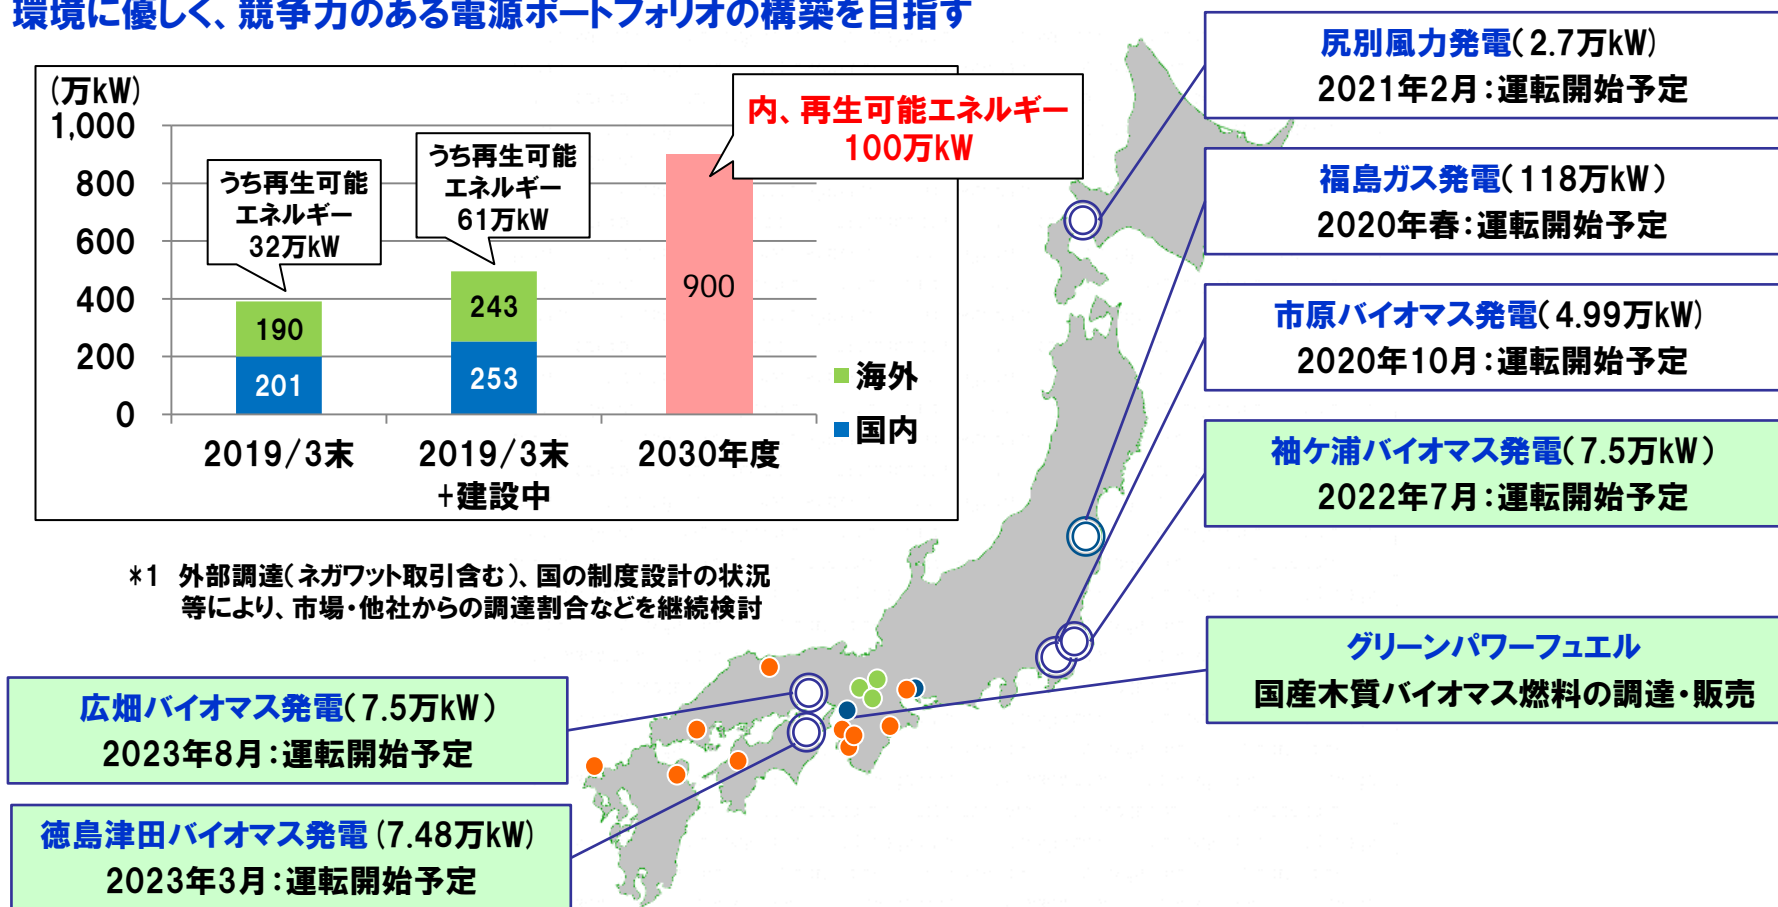 環境に優しく、競争力のある電源ポートフォリオの構築を目指す
(万kW)
1,000
800
600
400
200
0
うち再生可能
エネルギー
32万kW
うち再生可能
エネルギー
61万kW
内、再生可能エネルギー
100万kW
190
201
243
253
900
海外
国内
2019/3末
2019/3末
+建設中
2030年度
*1 外部調達(ネガワット取引含む)、国の制度設計の状況
等により、市場・他社からの調達割合などを継続検討
尻別風力発電(2.7万kW)
2021年2月:運転開始予定
福島ガス発電(118万kW)
2020年春:運転開始予定
市原バイオマス発電(4.99万kW)
2020年10月:運転開始予定
袖ケ浦バイオマス発電(7.5万kW)
2022年7月:運転開始予定
グリーンパワーフュエル
国産木質バイオマス燃料の調達・販売
広畑バイオマス発電(7.5万kW)
2023年8月:運転開始予定
徳島津田バイオマス発電(7.48万kW)
2023年3月:運転開始予定